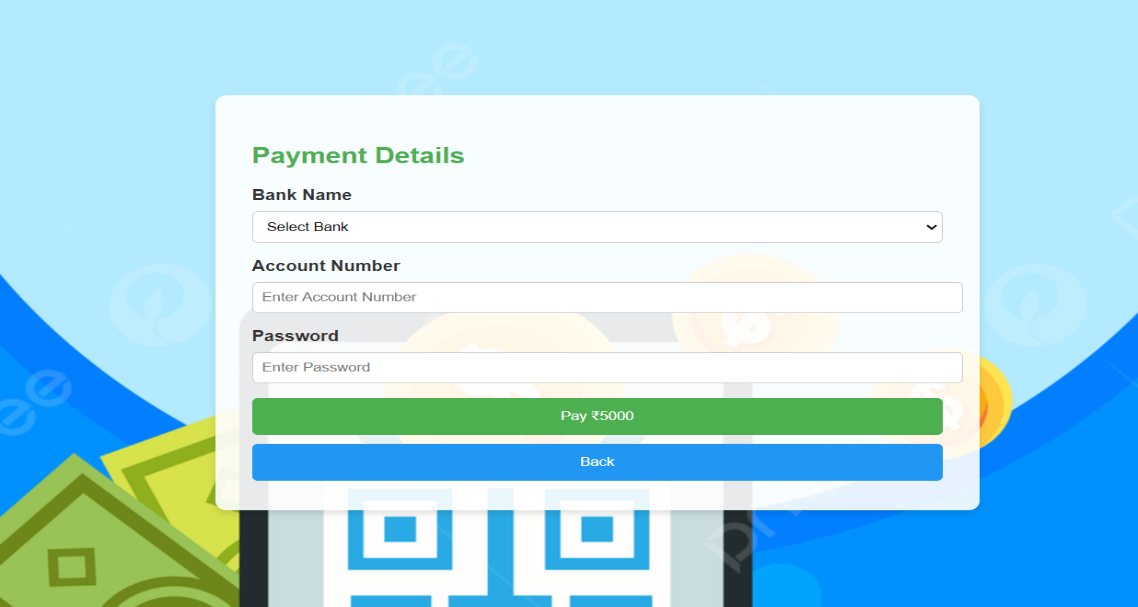 Payment Details
Bank Name
Select Bank
Account Number
Enter Account Number
Password
Enter Password
Pay ₹5000
Back